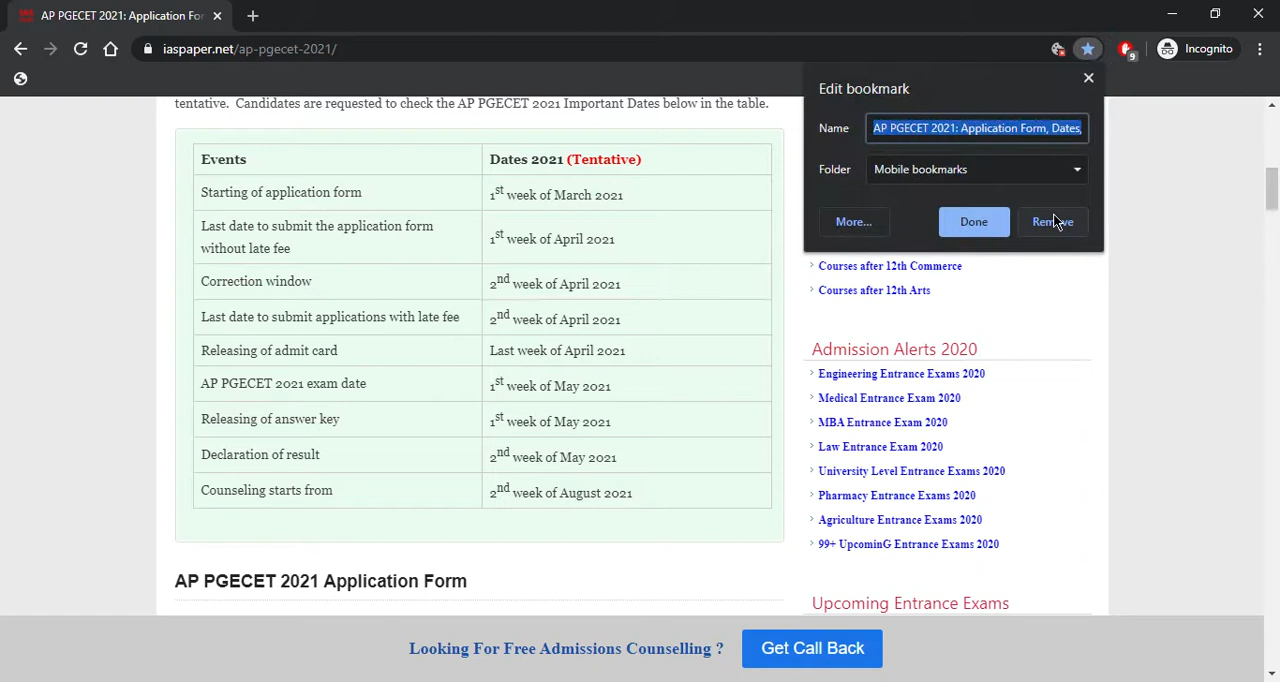 AP PGECET 2021: Application For
iaspaper.net/ap-pgecet-2021/
9
Incognito
tentative. Candidates are requested to check the AP PGECET 2021 Important Dates below in the table.
Events
Dates 2021 (Tentative)
Starting of application form
1st week of March 2021
Last date to submit the application form
without late fee
1st week of April 2021
Correction window
2nd week of April 2021
Last date to submit applications with late fee
2nd week of April 2021
Releasing of admit card
Last week of April 2021
AP PGECET 2021 exam date
1st week of May 2021
Releasing of answer key
1st week of May 2021
Declaration of result
2nd week of May 2021
Counseling starts from
2nd week of August 2021
AP PGECET 2021 Application Form
Edit bookmark
Name
AP PGECET 2021: Application Form, Dates,
Folder
Mobile bookmarks
More...
Done
Remove
Courses after 12th Commerce
Courses after 12th Arts
Admission Alerts 2020
Engineering Entrance Exams 2020
Medical Entrance Exam 2020
MBA Entrance Exam 2020
Law Entrance Exam 2020
University Level Entrance Exams 2020
Pharmacy Entrance Exams 2020
Agriculture Entrance Exams 2020
99+ UpcominG Entrance Exams 2020
Upcoming Entrance Exams
Looking For Free Admissions Counselling ?
Get Call Back